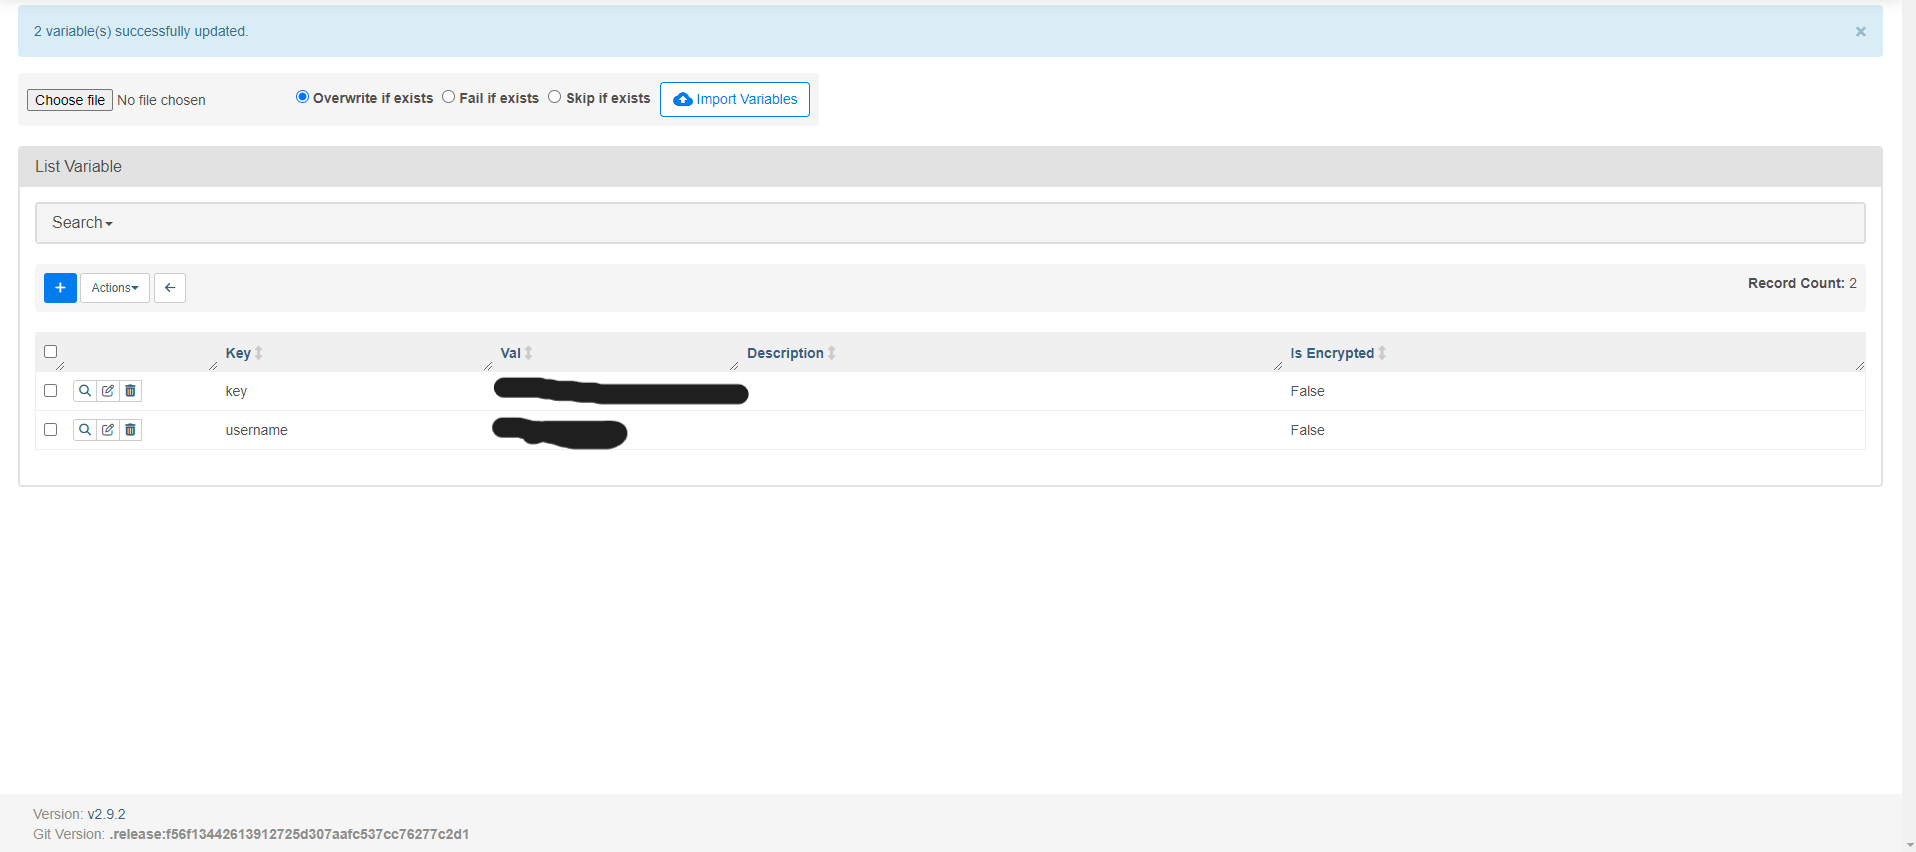 2 variable(s) successfully updated.
×
Choose file No file chosen Overwrite if exists Fail if exists Skip if exists Import Variables
List Variable
Search
+ Actions Record Count: 2
Key Val Description Is Encrypted
key False
username False
Version: v2.9.2
Git Version: .release:f56f13442613912725d307aafc537cc76277c2d1